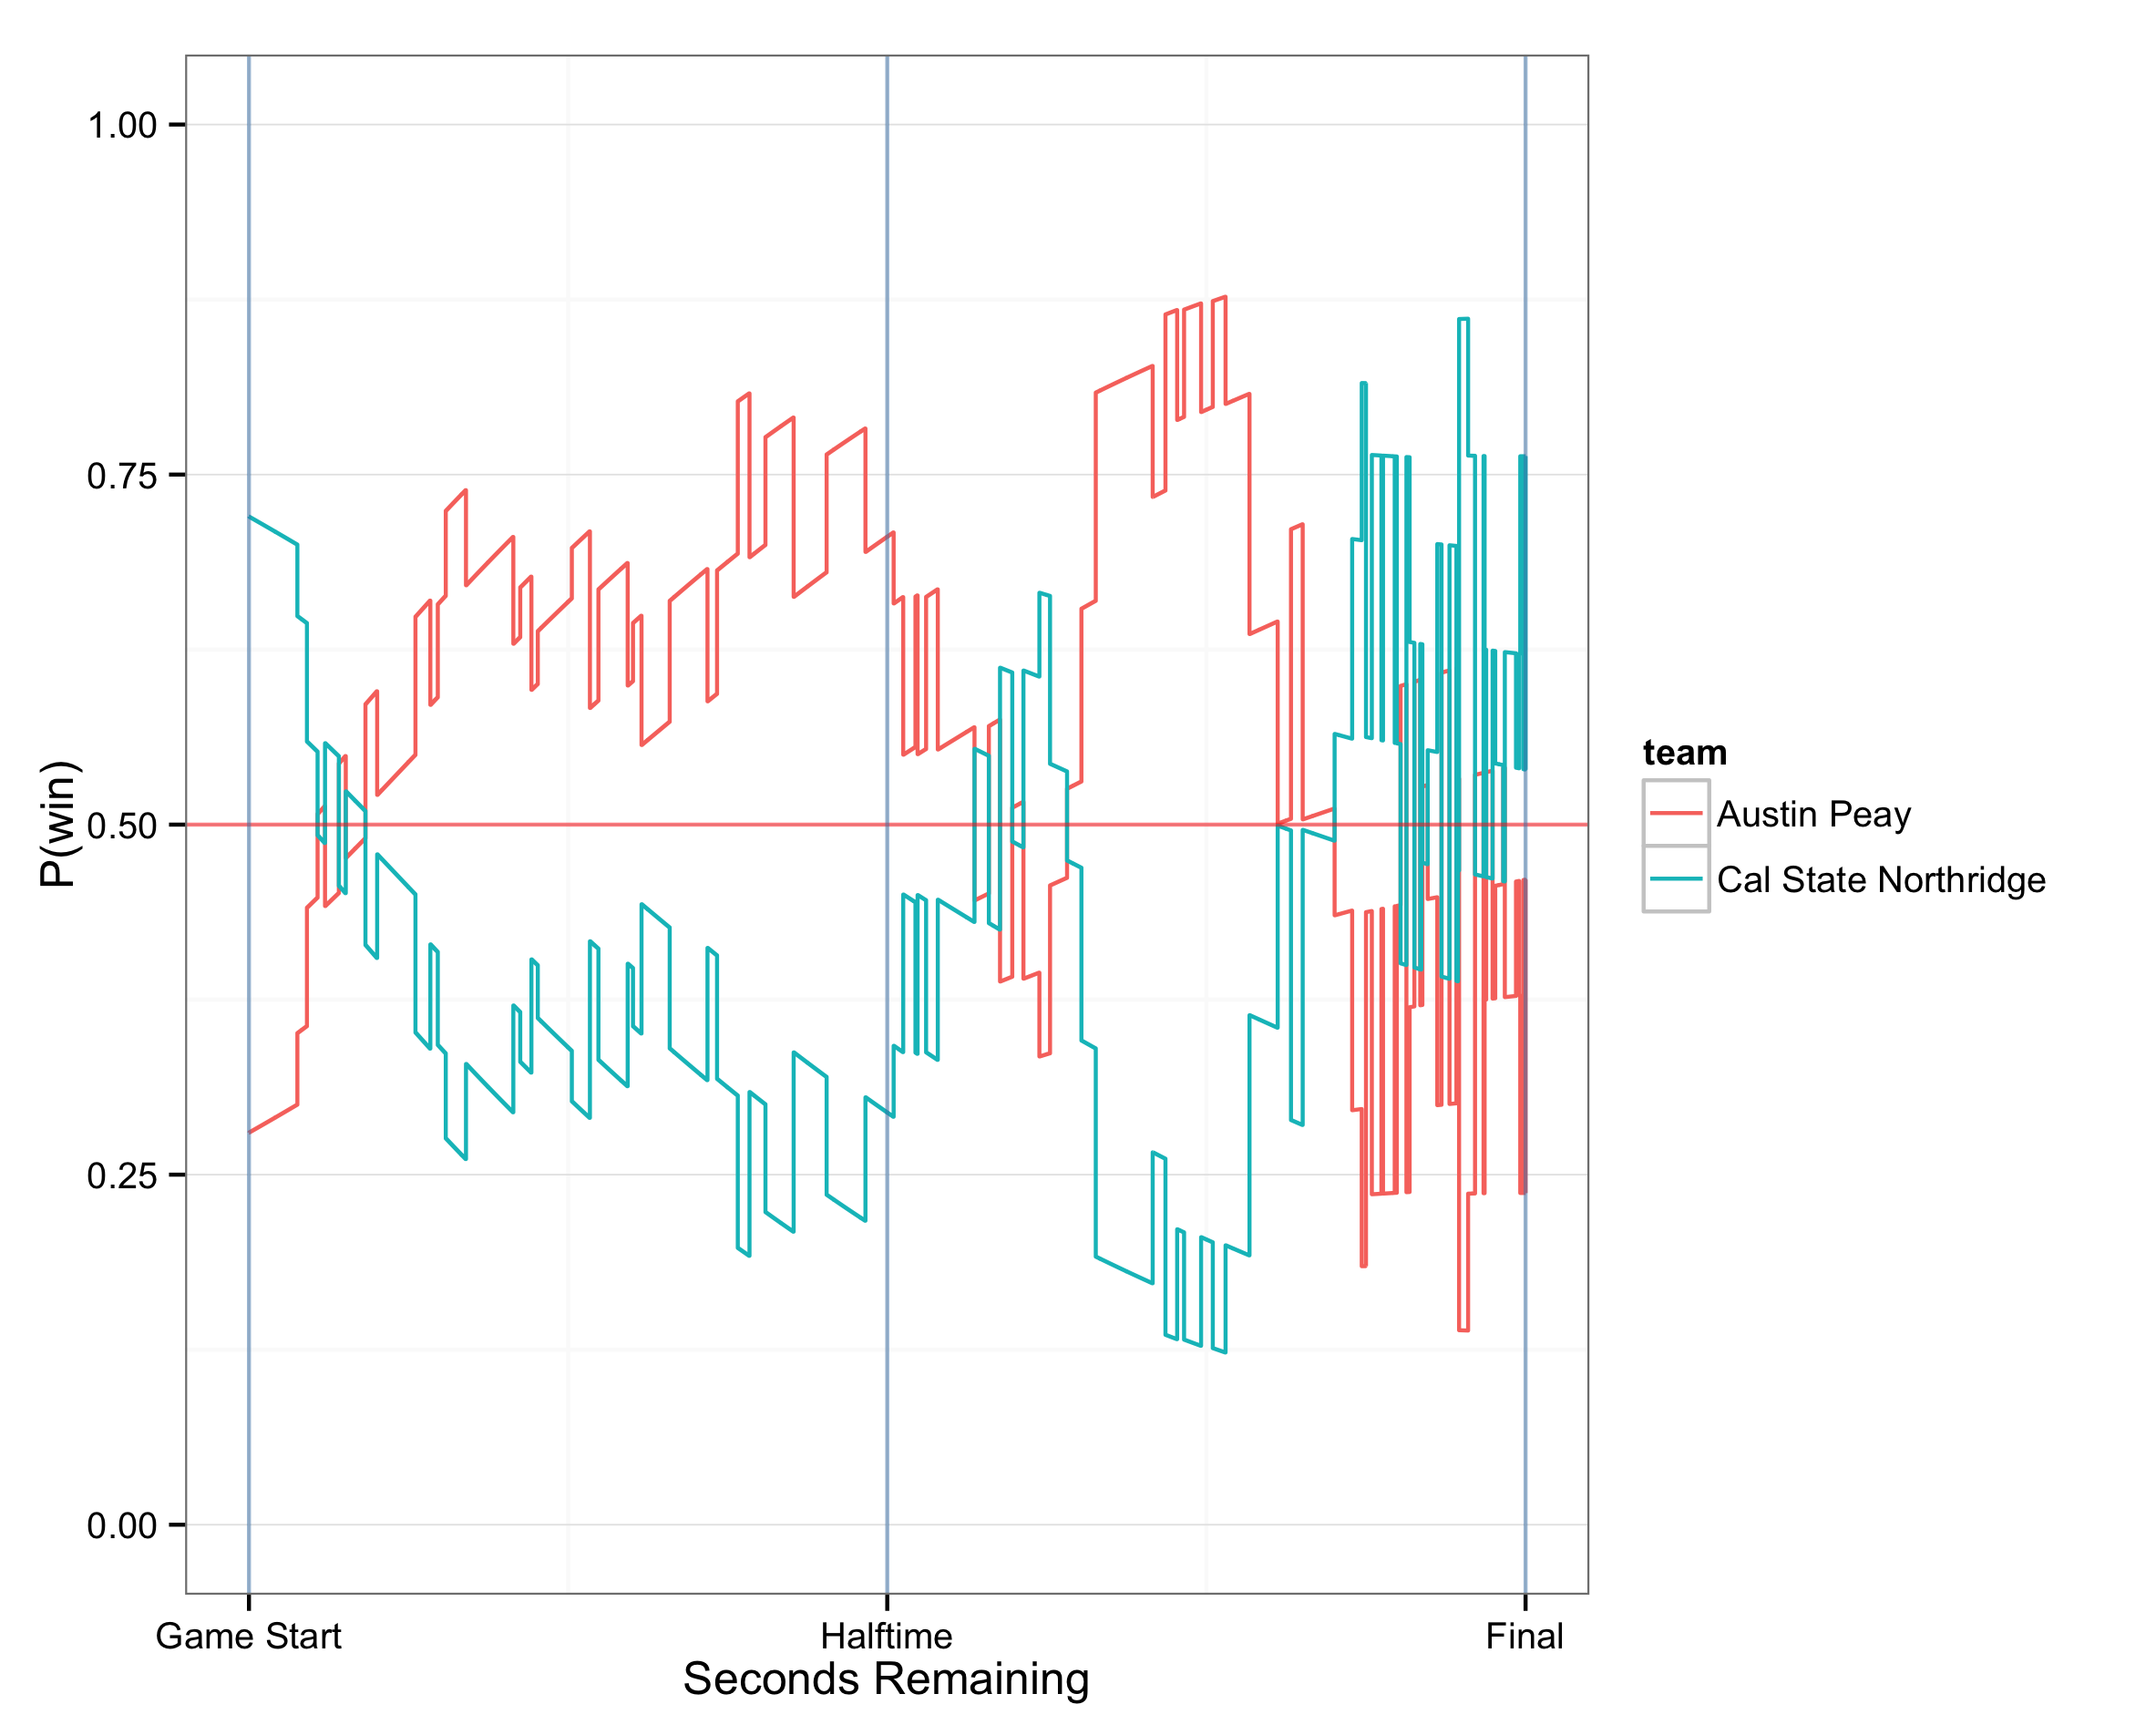 P(win)
1.00
0.75
0.50
0.25
0.00
Game Start
Halftime
Final
Seconds Remaining
team
Austin Peay
Cal State Northridge